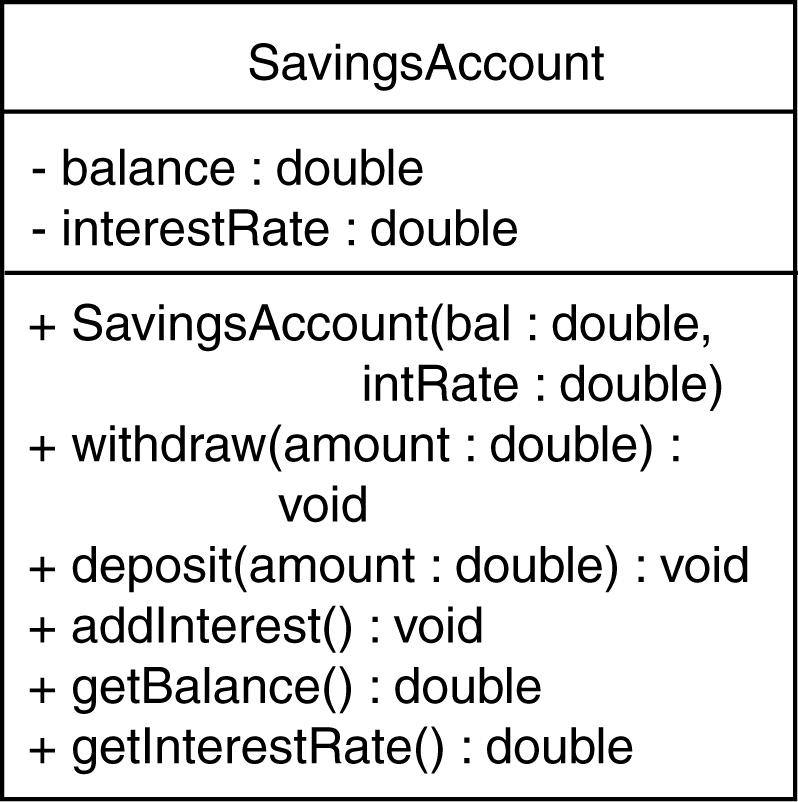 SavingsAccount
- balance : double
- interestRate : double
+ SavingsAccount(bal : double,
intRate : double)
+ withdraw(amount : double) :
void
+ deposit(amount : double) : void
+ addInterest() : void
+ getBalance() : double
+ getInterestRate() : double